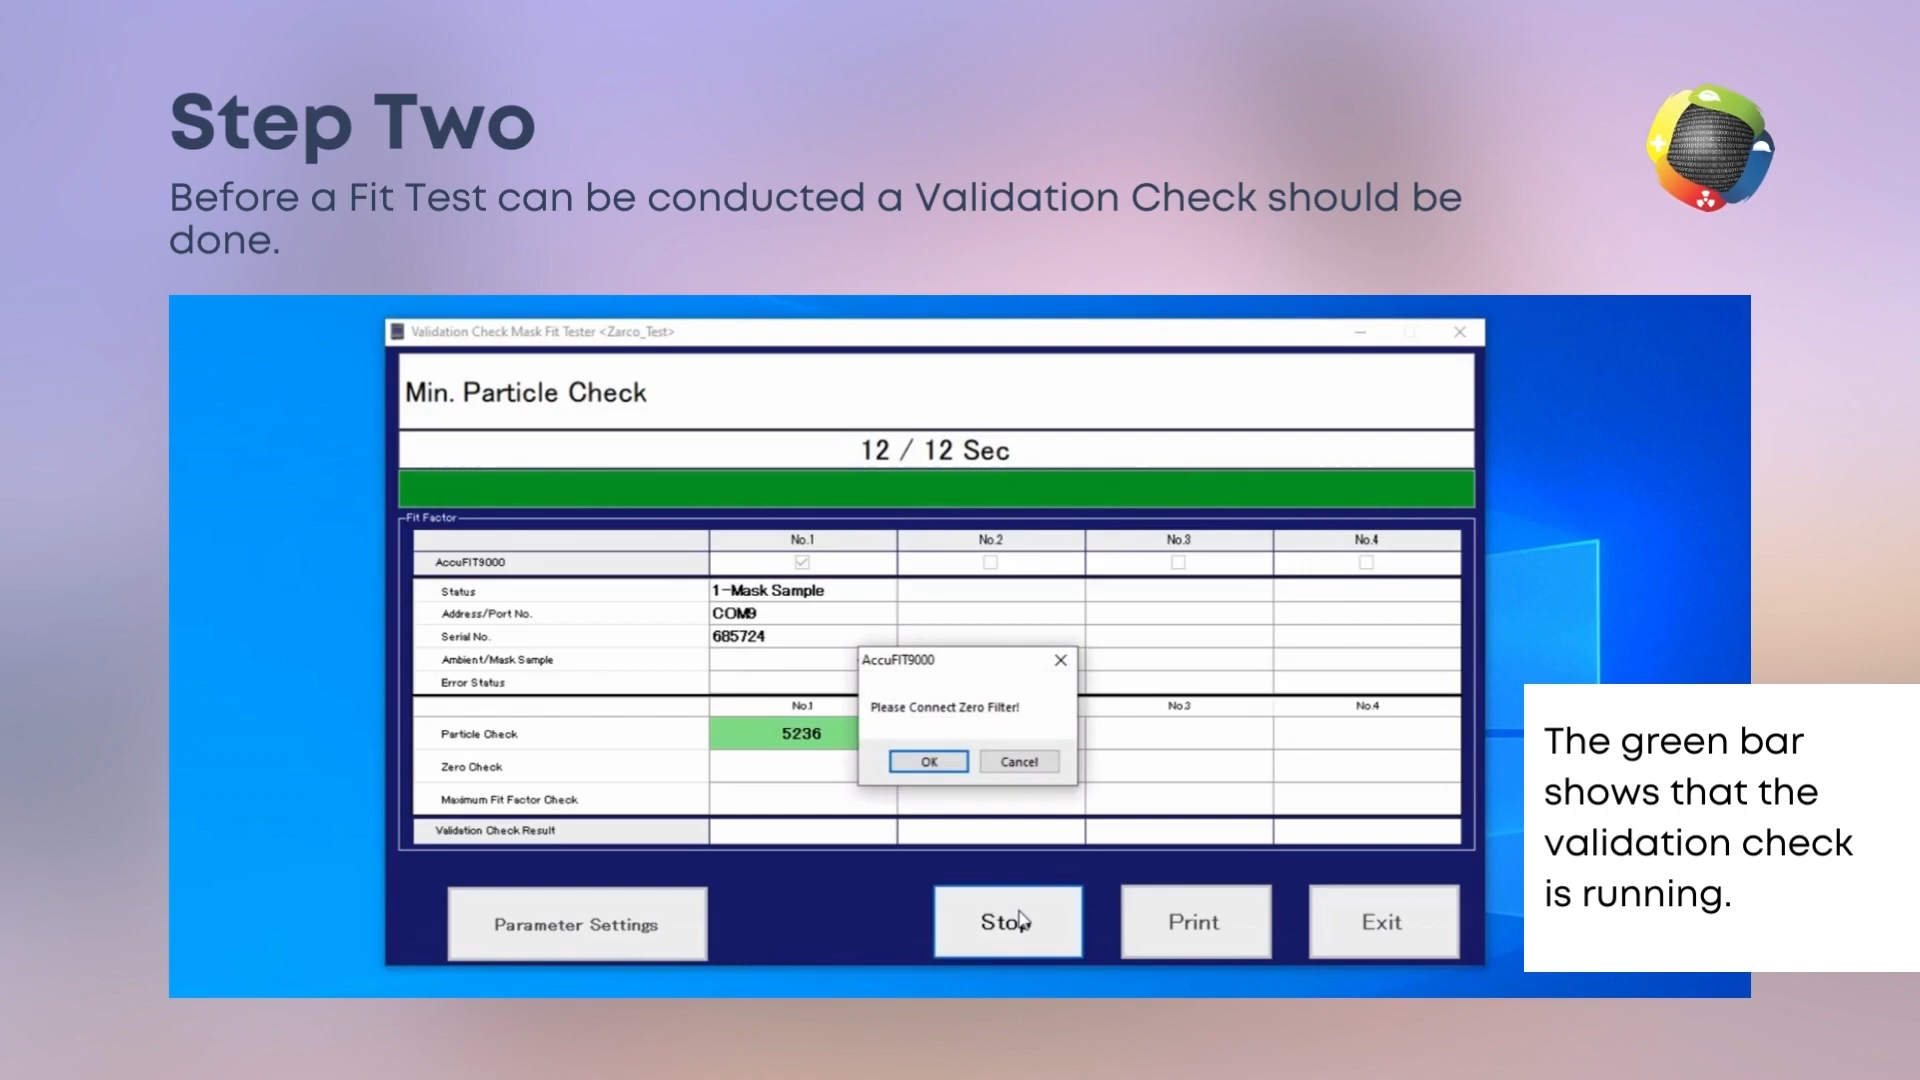 Step Two
Before a Fit Test can be conducted a Validation Check should be
done.
Validation Check Mask Fit Tester <Zarco_Test>
Min. Particle Check
12 / 12 Sec
Fit Factor
No.1 No.2 No.3 No.4
AccuFIT9000
Status 1-Mask Sample
Address/Port No. COM9
Serial No. 685724
Ambient/Mask Sample
Error Status
AccuFIT9000
Please Connect Zero Filter!
OK Cancel
No.1 No.3 No.4
Particle Check 5236
Zero Check
Maximum Fit Factor Check
Validation Check Result
Parameter Settings Stop Print Exit
The green bar
shows that the
validation check
is running.